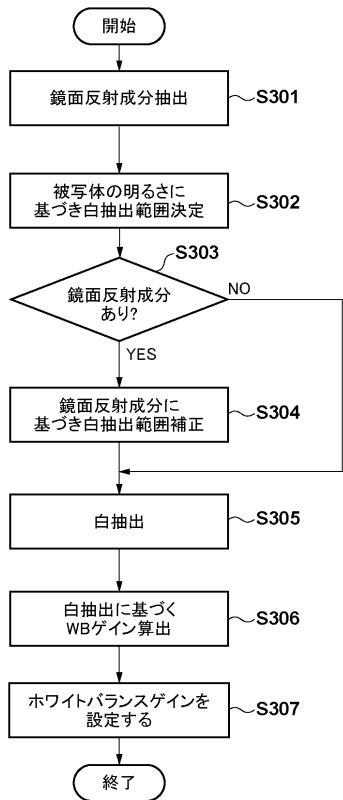 開始
鏡面反射成分抽出
S301
被写体の明るさに
基づき白抽出範囲決定
S302
S303
鏡面反射成分
あり?
NO
YES
鏡面反射成分に
基づき白抽出範囲補正
S304
白抽出
S305
白抽出に基づく
WBゲイン算出
S306
ホワイトバランスゲインを
設定する
S307
終了